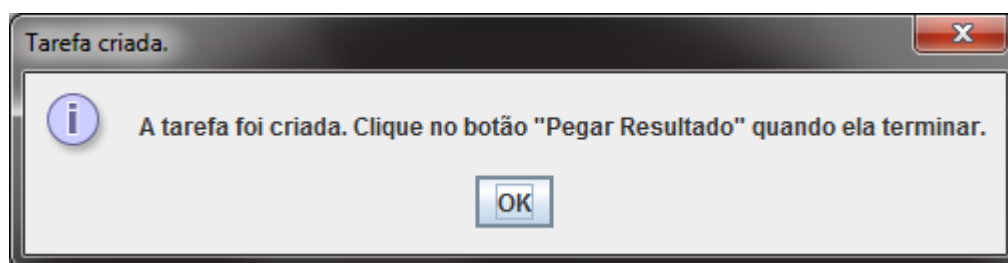 Tarefa criada.
A tarefa foi criada. Clique no botão "Pegar Resultado" quando ela terminar.
OK